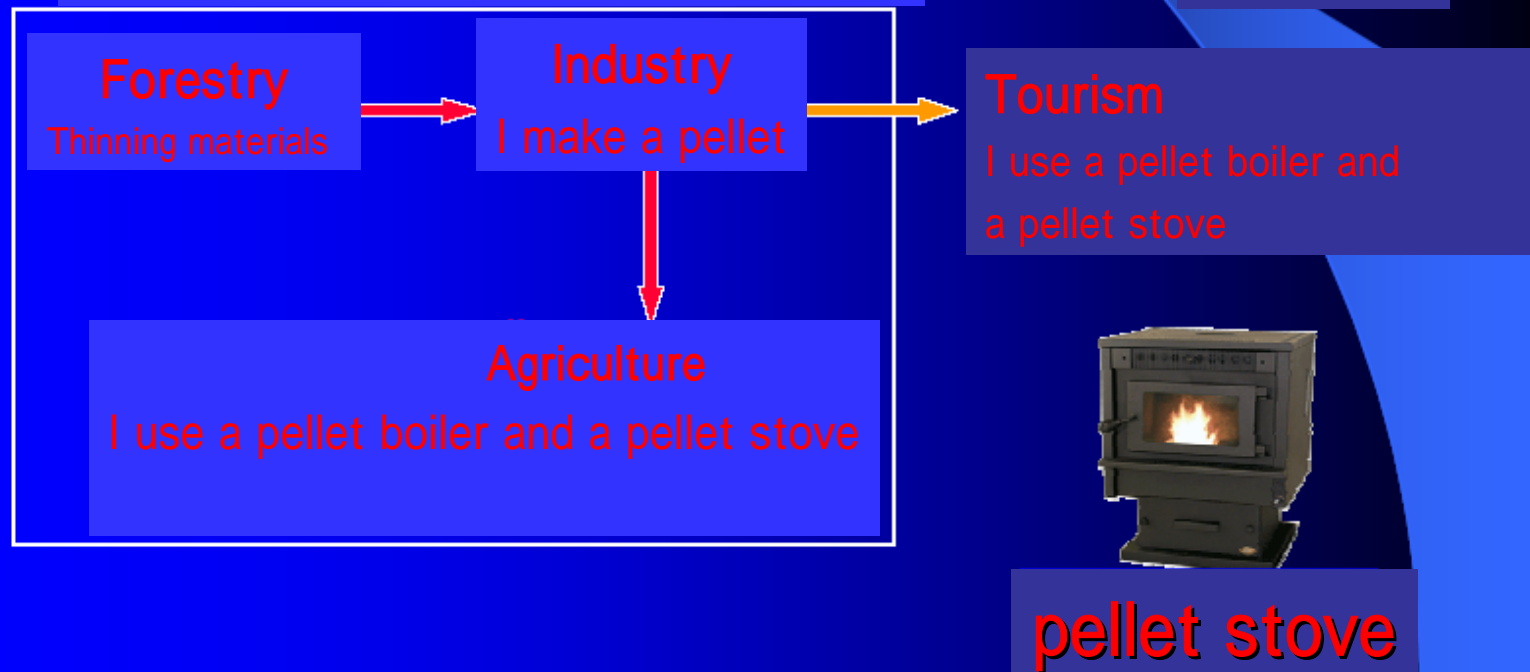 Forestry
Thinning materials
Industry
I make a pellet
Tourism
I use a pellet boiler and
a pellet stove
Agriculture
I use a pellet boiler and a pellet stove
pellet stove